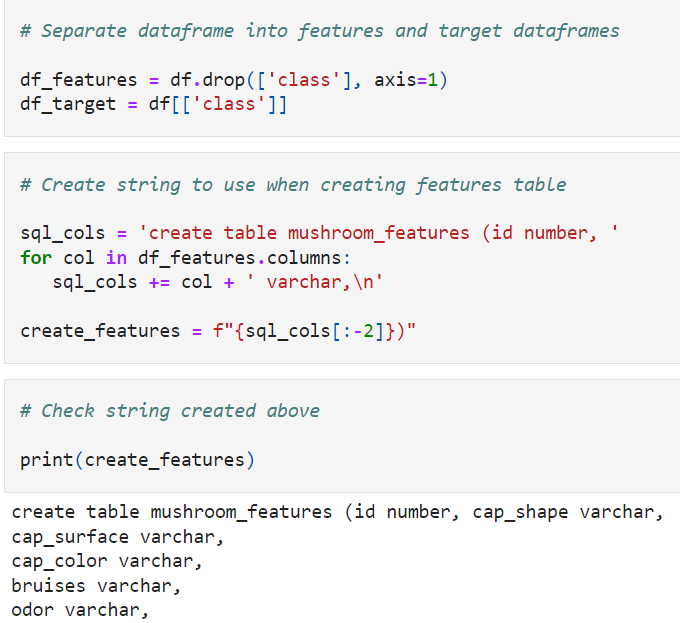 # Separate dataframe into features and target dataframes
df_features = df.drop(['class'], axis=1)
df_target = df[['class']]
# Create string to use when creating features table
sql_cols = 'create table mushroom_features (id number, '
for col in df_features.columns:
   sql_cols += col + ' varchar,\n'
create_features = f"{sql_cols[:-2]})"
# Check string created above
print(create_features)
create table mushroom_features (id number, cap_shape varchar,
cap_surface varchar,
cap_color varchar,
bruises varchar,
odor varchar,